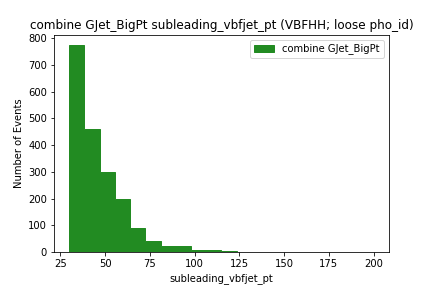 combine GJet_BigPt subleading_vbfjet_pt (VBFHH; loose pho_id)
combine GJet_BigPt
800
700
600
500
400
300
200
100
0
Number of Events
25 50 75 100 125 150 175 200
subleading_vbfjet_pt